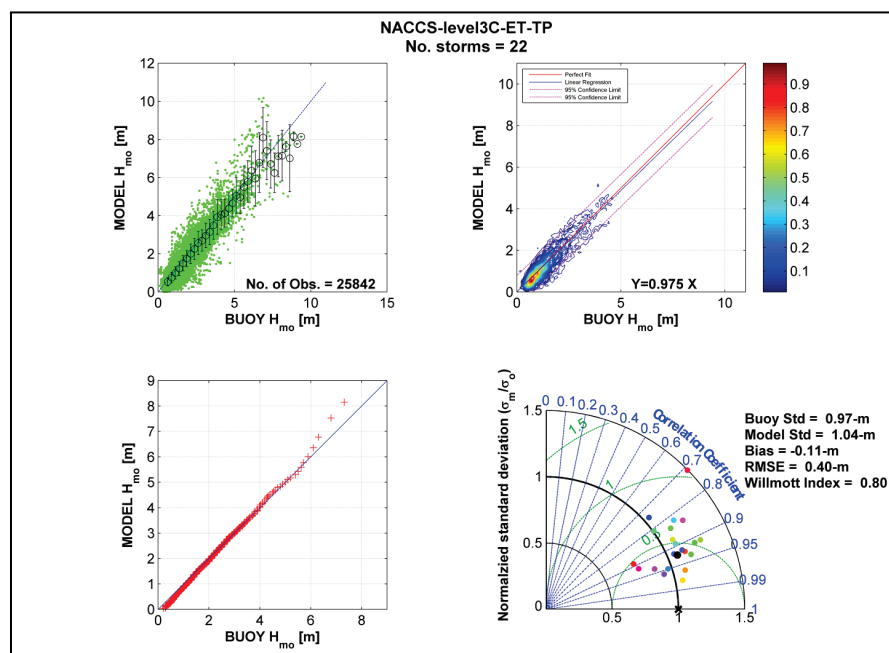 NACCS-level3C-ET-TP
No. storms = 22
12
10
8
6
4
2
0
0 5 10 15
MODEL Hmo [m]
BUOY Hmo [m]
No. of Obs. = 25842
10
8
6
4
2
0
0 5 10
MODEL Hmo [m]
BUOY Hmo [m]
Perfect Fit
Linear Regression
95% Confidence Limit
95% Confidence Limit
Y=0.975 X
0.9
0.8
0.7
0.6
0.5
0.4
0.3
0.2
0.1
9
8
7
6
5
4
3
2
1
0
0 2 4 6 8
MODEL Hmo [m]
BUOY Hmo [m]
Normalzied standard deviation (σm/σo)
1.5
1
0.5
0
0 0.5 1 1.5
0 0.1 0.2 0.3 0.4 0.5 0.6 0.7 0.8 0.9 0.95 0.99 1
Correlation Coefficient
1.5
1
0.5
Buoy Std = 0.97-m
Model Std = 1.04-m
Bias = -0.11-m
RMSE = 0.40-m
Willmott Index = 0.80